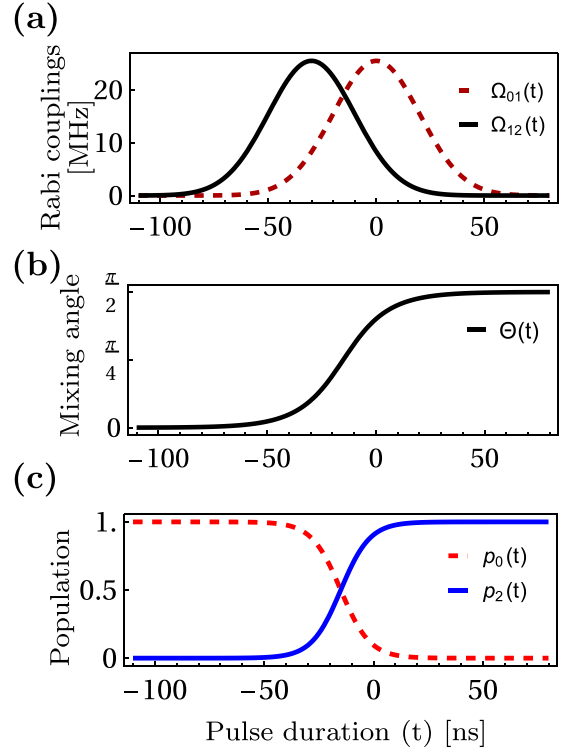 (a)
Rabi couplings
[MHz]
20
10
0
Ω01(t)
Ω12(t)
−100
−50
0
50
(b)
Mixing angle
π
2
π
4
0
Θ(t)
−100
−50
0
50
(c)
Population
1.
0.5
0
p0(t)
p2(t)
−100
−50
0
50
Pulse duration (t) [ns]